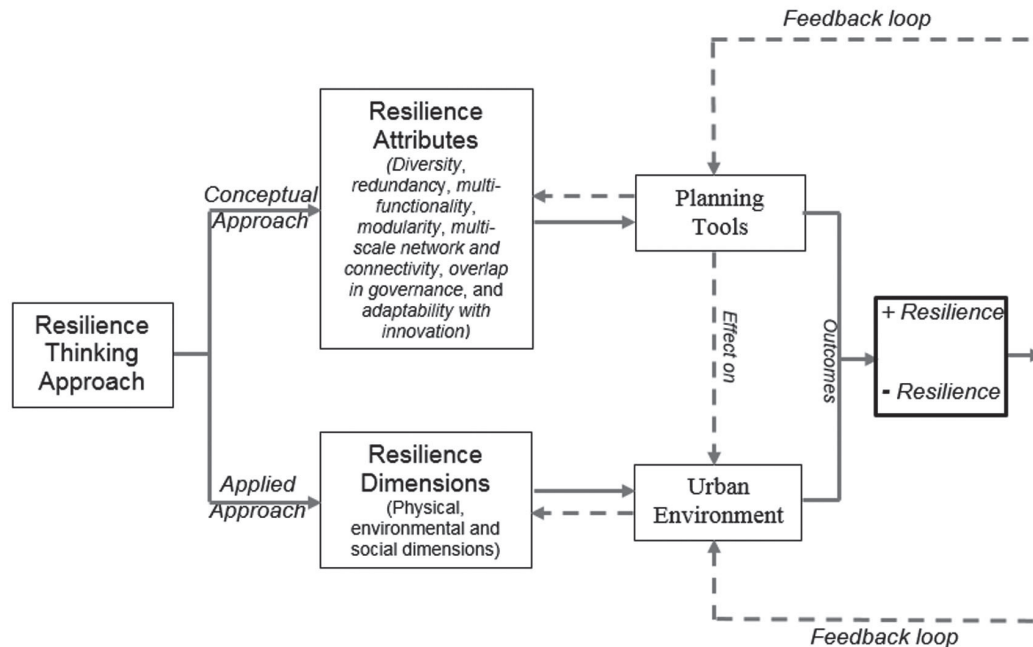 Feedback loop
Resilience
Attributes
(Diversity,
redundancy, multi-
functionality,
modularity, multi-
scale network and
connectivity, overlap
in governance, and
adaptability with
innovation)
Conceptual
Approach
Planning
Tools
Resilience
Thinking
Approach
Effect on
Outcomes
+ Resilience
- Resilience
Applied
Approach
Resilience
Dimensions
(Physical,
environmental and
social dimensions)
Urban
Environment
Feedback loop